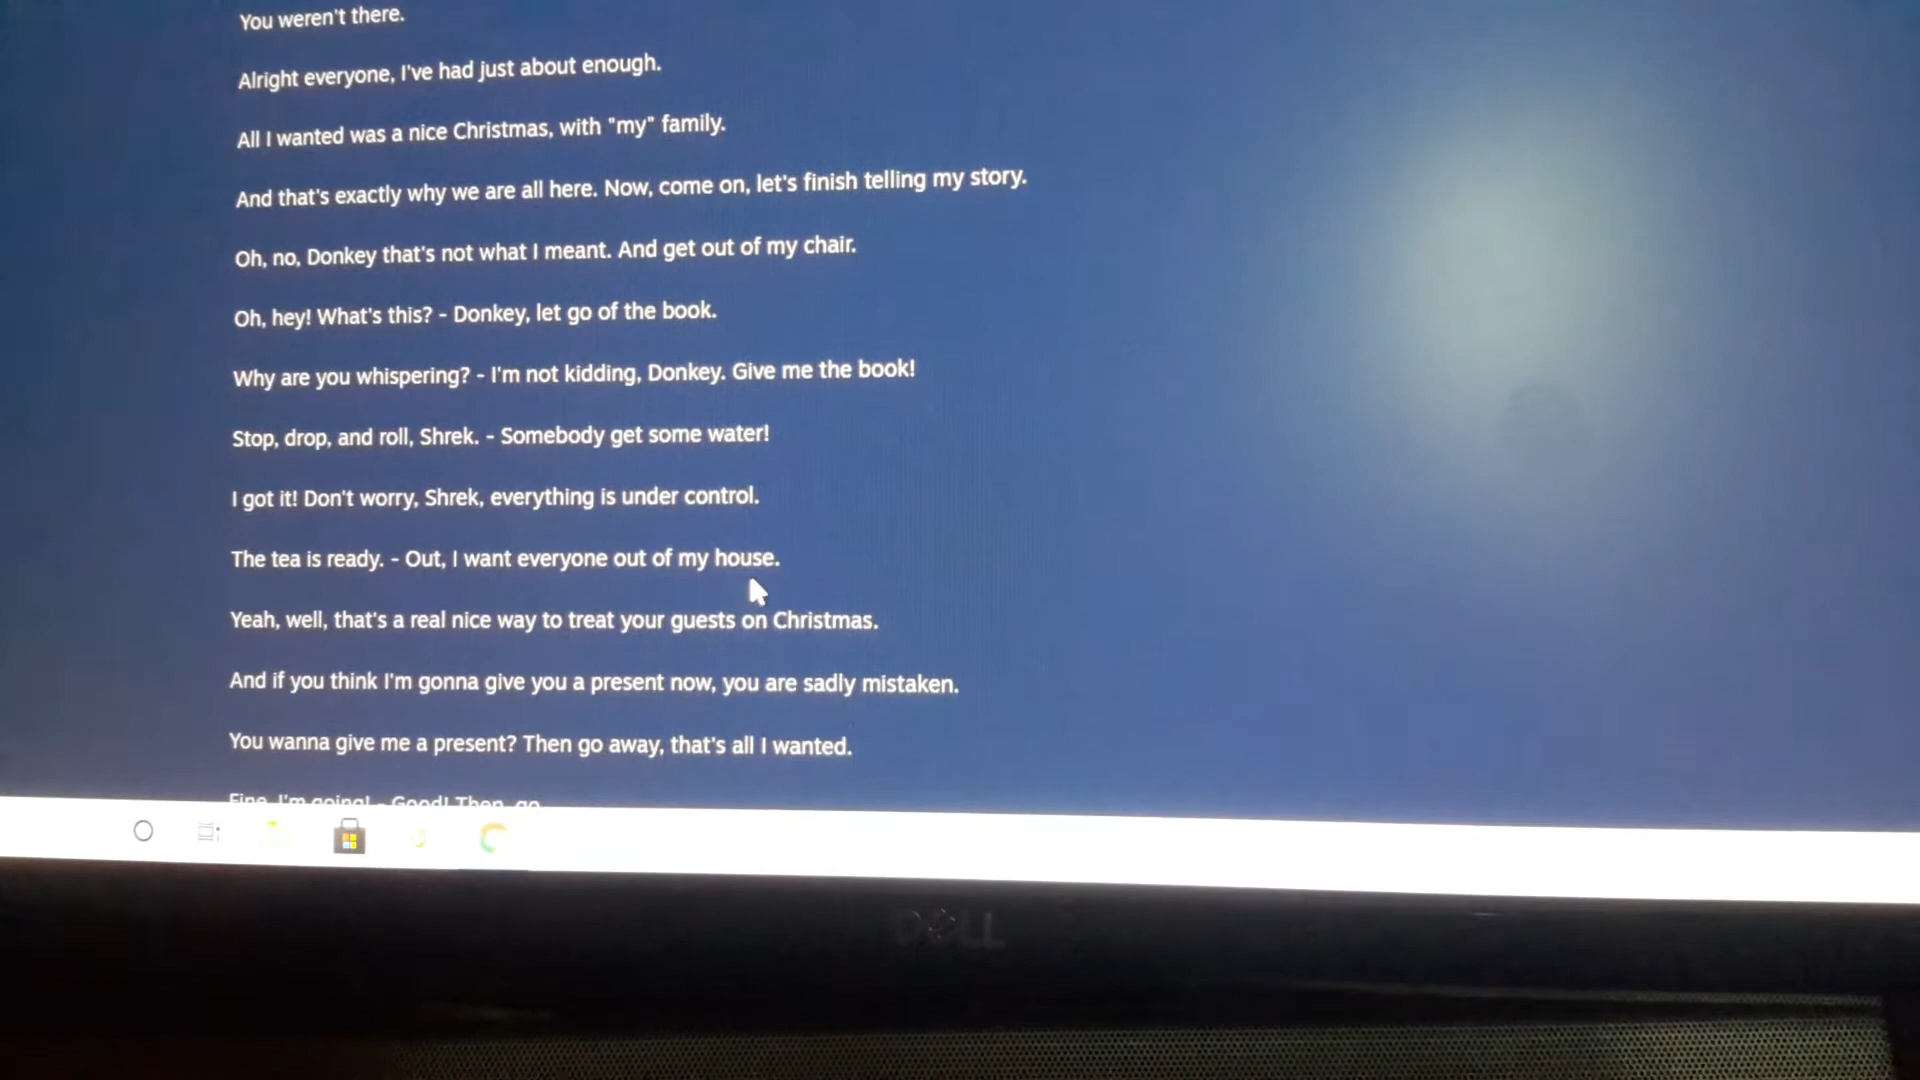 You weren't there.
Alright everyone, I've had just about enough.
All I wanted was a nice Christmas, with "my" family.
And that's exactly why we are all here. Now, come on, let's finish telling my story.
Oh, no, Donkey that's not what I meant. And get out of my chair.
Oh, hey! What's this? - Donkey, let go of the book.
Why are you whispering? - I'm not kidding, Donkey. Give me the book!
Stop, drop, and roll, Shrek. - Somebody get some water!
I got it! Don't worry, Shrek, everything is under control.
The tea is ready. - Out, I want everyone out of my house.
Yeah, well, that's a real nice way to treat your guests on Christmas.
And if you think I'm gonna give you a present now, you are sadly mistaken.
You wanna give me a present? Then go away, that's all I wanted.
Fine, I'm going! - Good! Then, go
DELL